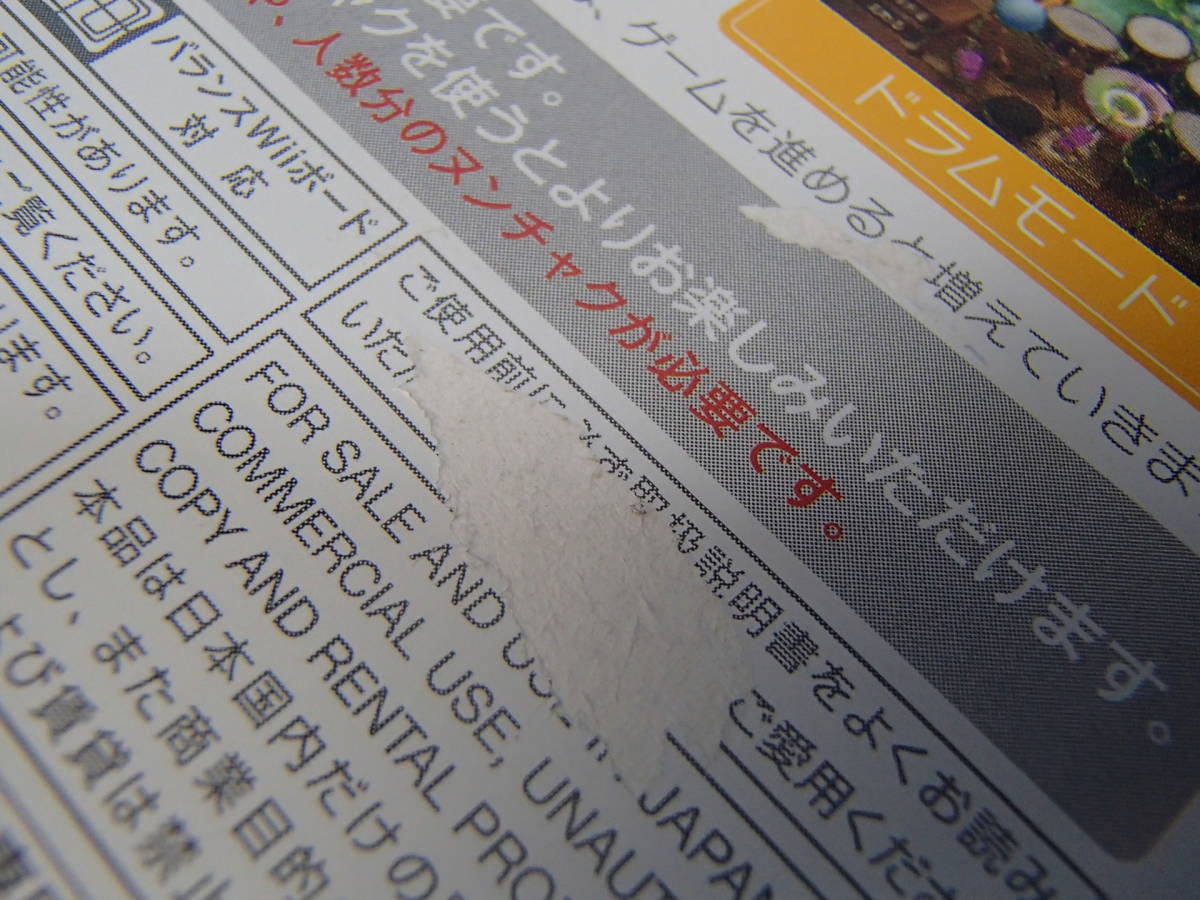 ドラムモード
ゲームを進めると増えていきま
要です。
クを使うとよりお楽しみいただけます。
人数分のヌンチャクが必要です。
バランスWiiボード
対応
可能性があります。
ご覧ください。
ります。
ご使用前に 取扱説明書をよくお読み
いただ ご愛用くださ
FOR SALE AND USE IN JAPAN
COMMERCIAL USE, UNAUT
COPY AND RENTAL PRO
本品は日本国内だけの
とし、また商業目的
よび賃貸は禁止